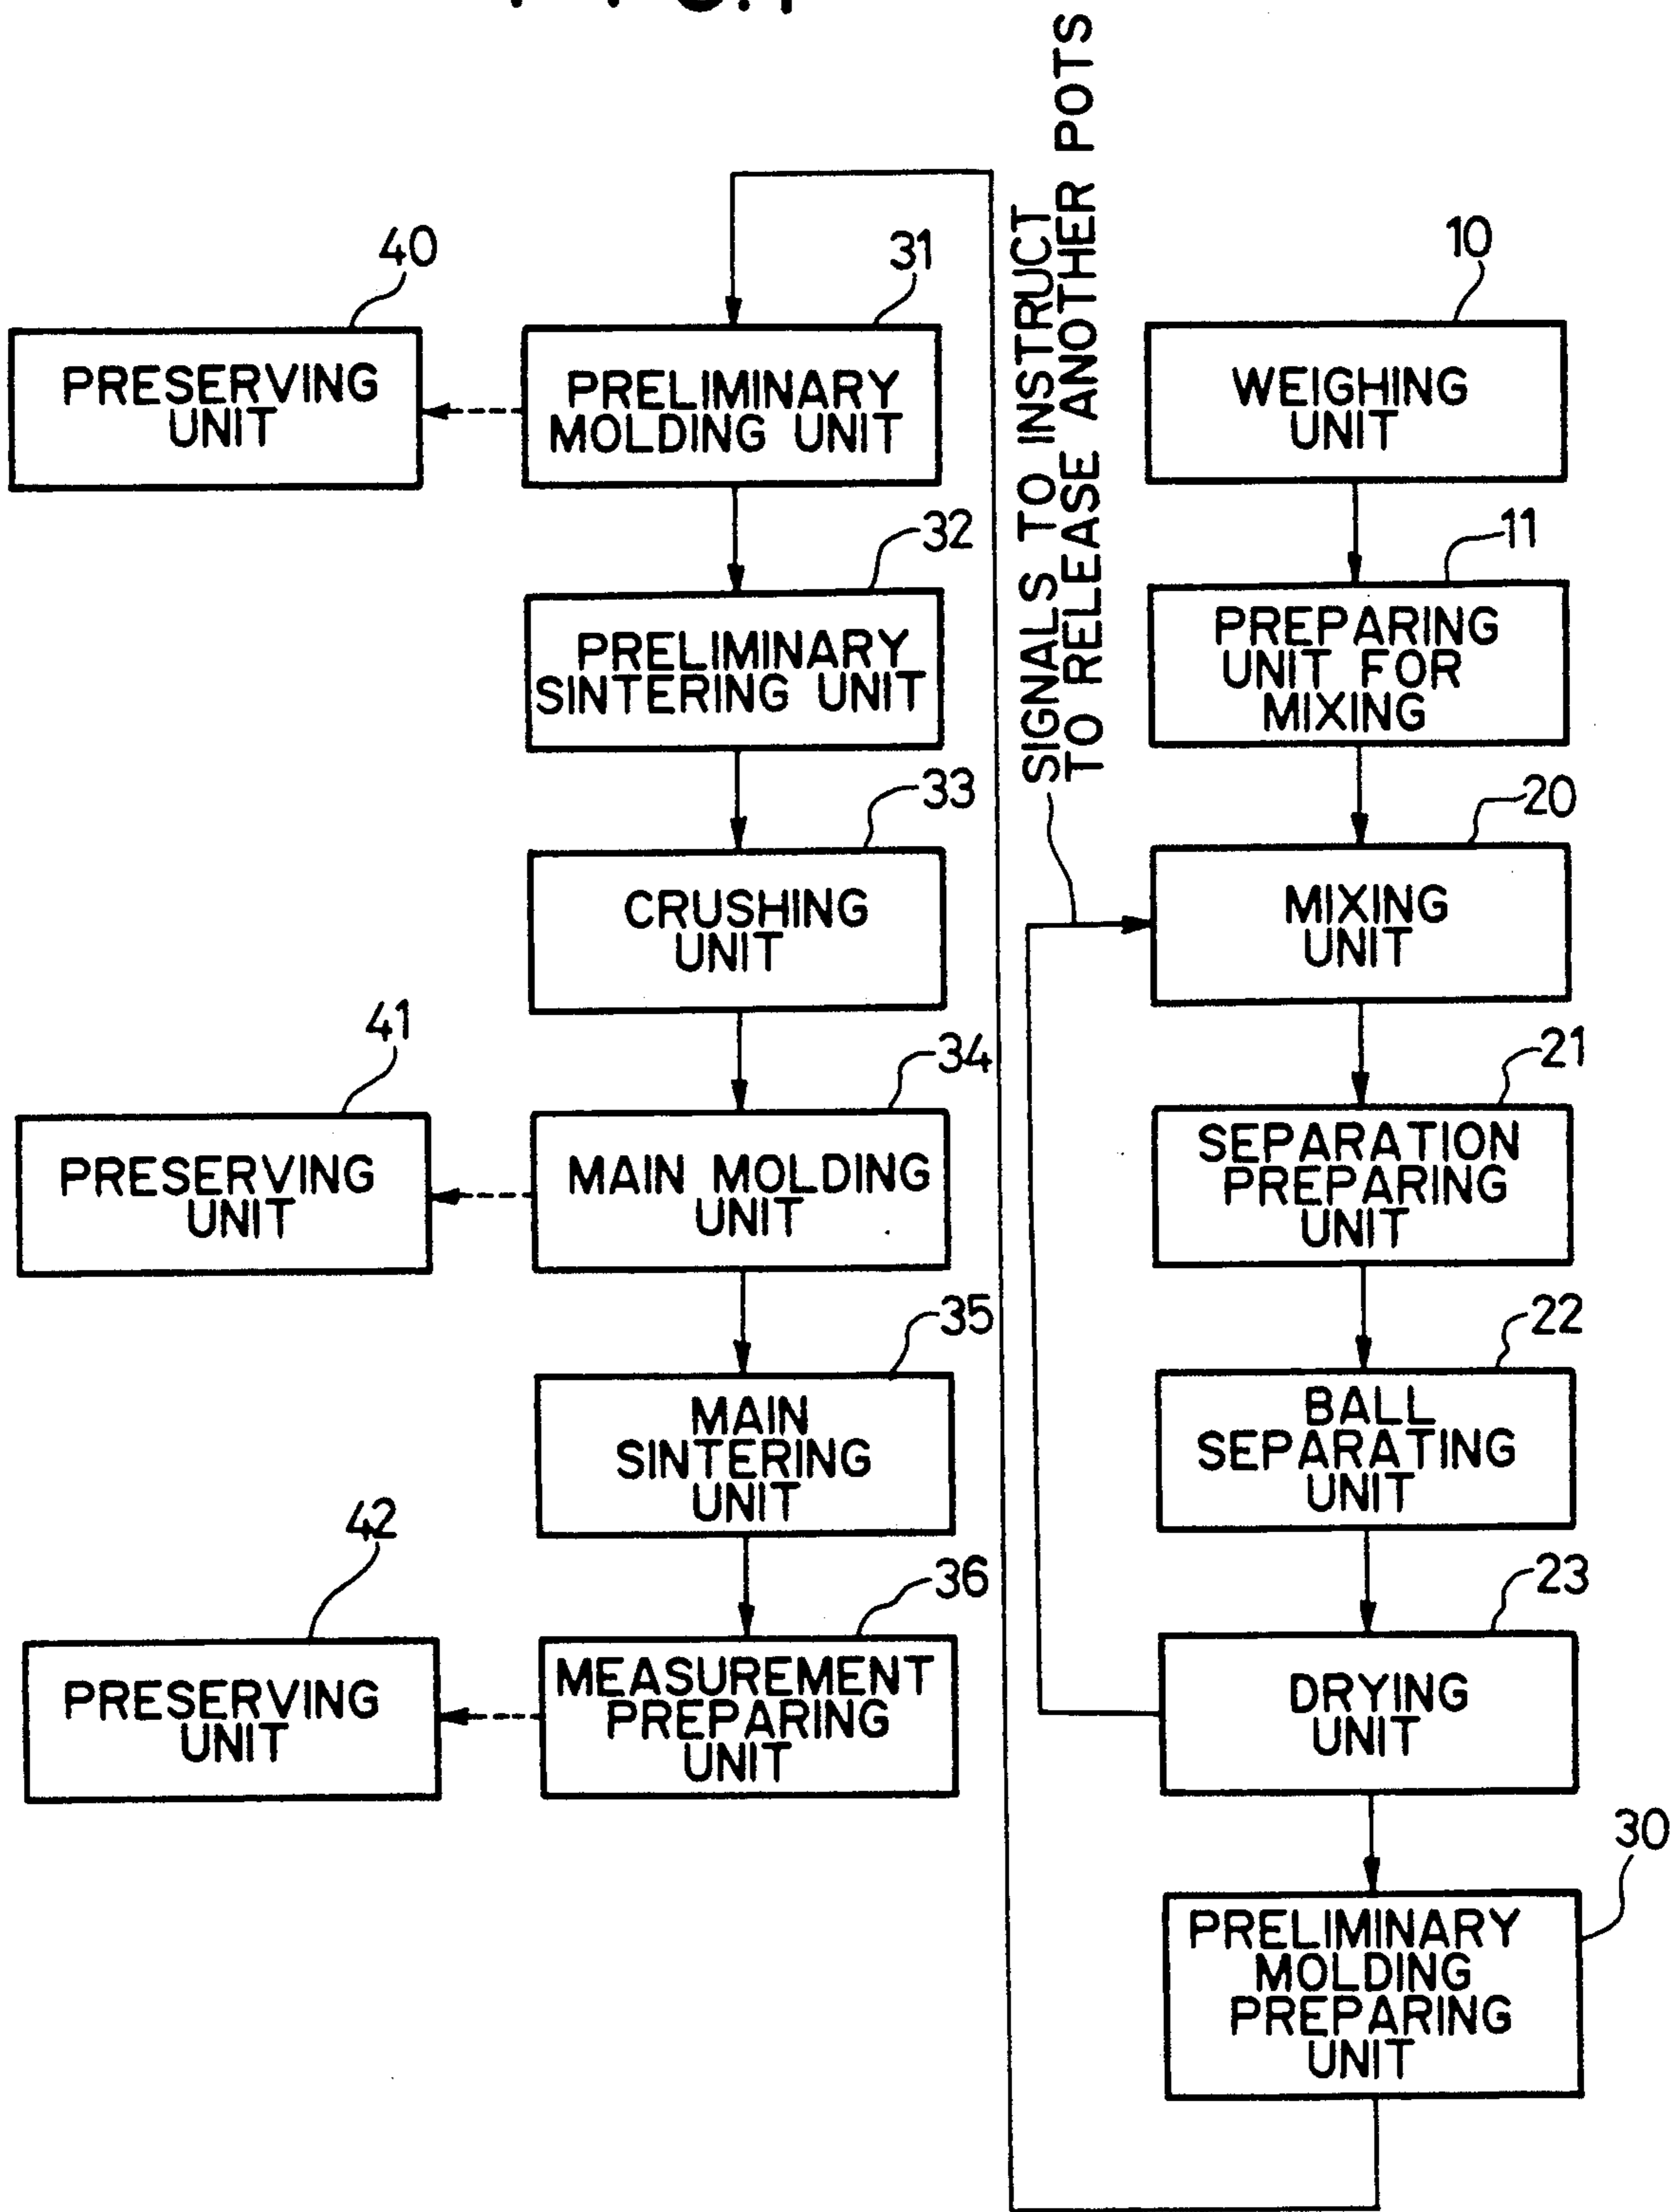 40
PRESERVING
UNIT
31
PRELIMINARY
MOLDING UNIT
32
PRELIMINARY
SINTERING UNIT
33
CRUSHING
UNIT
34
MAIN MOLDING
UNIT
41
PRESERVING
UNIT
35
MAIN
SINTERING
UNIT
36
MEASUREMENT
PREPARING
UNIT
42
PRESERVING
UNIT
SIGNALS TO INSTRUCT
TO RELEASE ANOTHER POTS
10
WEIGHING
UNIT
11
PREPARING
UNIT FOR
MIXING
20
MIXING
UNIT
21
SEPARATION
PREPARING
UNIT
22
BALL
SEPARATING
UNIT
23
DRYING
UNIT
30
PRELIMINARY
MOLDING
PREPARING
UNIT